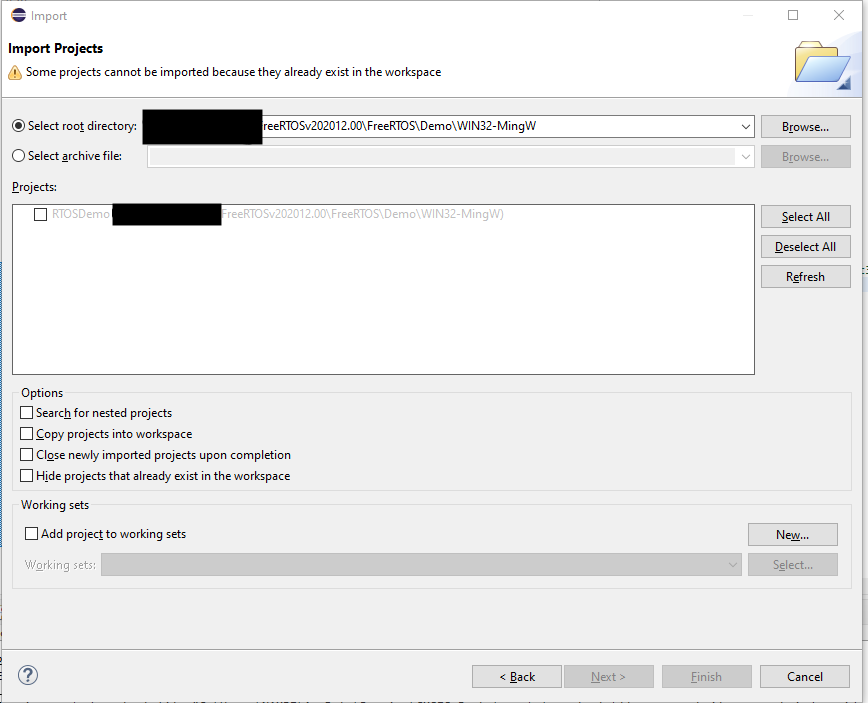 Import
Import Projects
Some projects cannot be imported because they already exist in the workspace
Select root directory: reeRTOSv202012.00\FreeRTOS\Demo\WIN32-MingW Browse...
Select archive file: Browse...
Projects:
RTOSDemo FreeRTOSv202012.00\FreeRTOS\Demo\WIN32-MingW)
Select All
Deselect All
Refresh
Options
Search for nested projects
Copy projects into workspace
Close newly imported projects upon completion
Hide projects that already exist in the workspace
Working sets
Add project to working sets New...
Working sets: Select...
? < Back Next > Finish Cancel